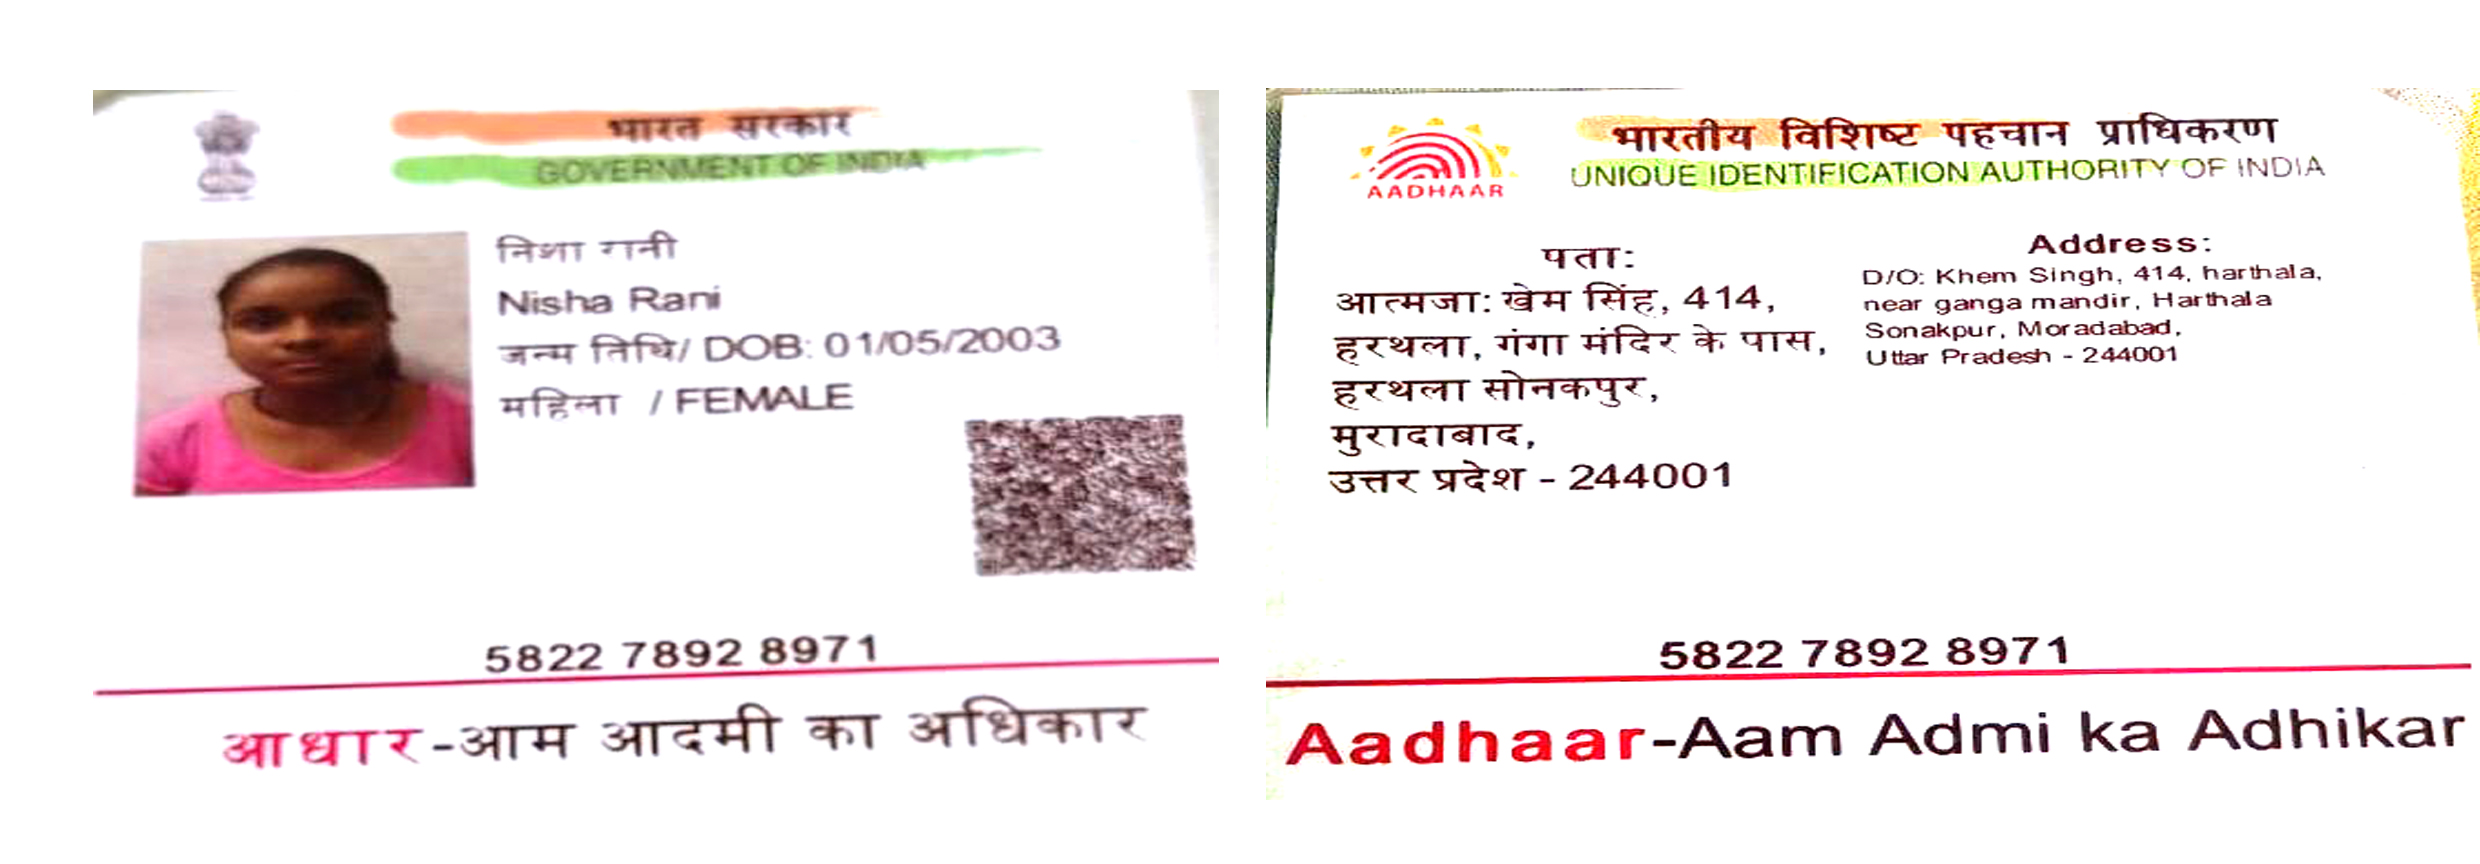 भारत सरकार
GOVERNMENT OF INDIA
निशा रानी
Nisha Rani
जन्म तिथि/ DOB: 01/05/2003
महिला / FEMALE
5822 7892 8971
आधार-आम आदमी का अधिकार
AADHAAR
भारतीय विशिष्ट पहचान प्राधिकरण
UNIQUE IDENTIFICATION AUTHORITY OF INDIA
पता:
आत्मजा: खेम सिंह, 414,
हरथला, गंगा मंदिर के पास,
हरथला सोनकपुर,
मुरादाबाद,
उत्तर प्रदेश - 244001
Address:
D/O: Khem Singh, 414, harthala,
near ganga mandir, Harthala
Sonakpur, Moradabad,
Uttar Pradesh - 244001
5822 7892 8971
Aadhaar-Aam Admi ka Adhikar